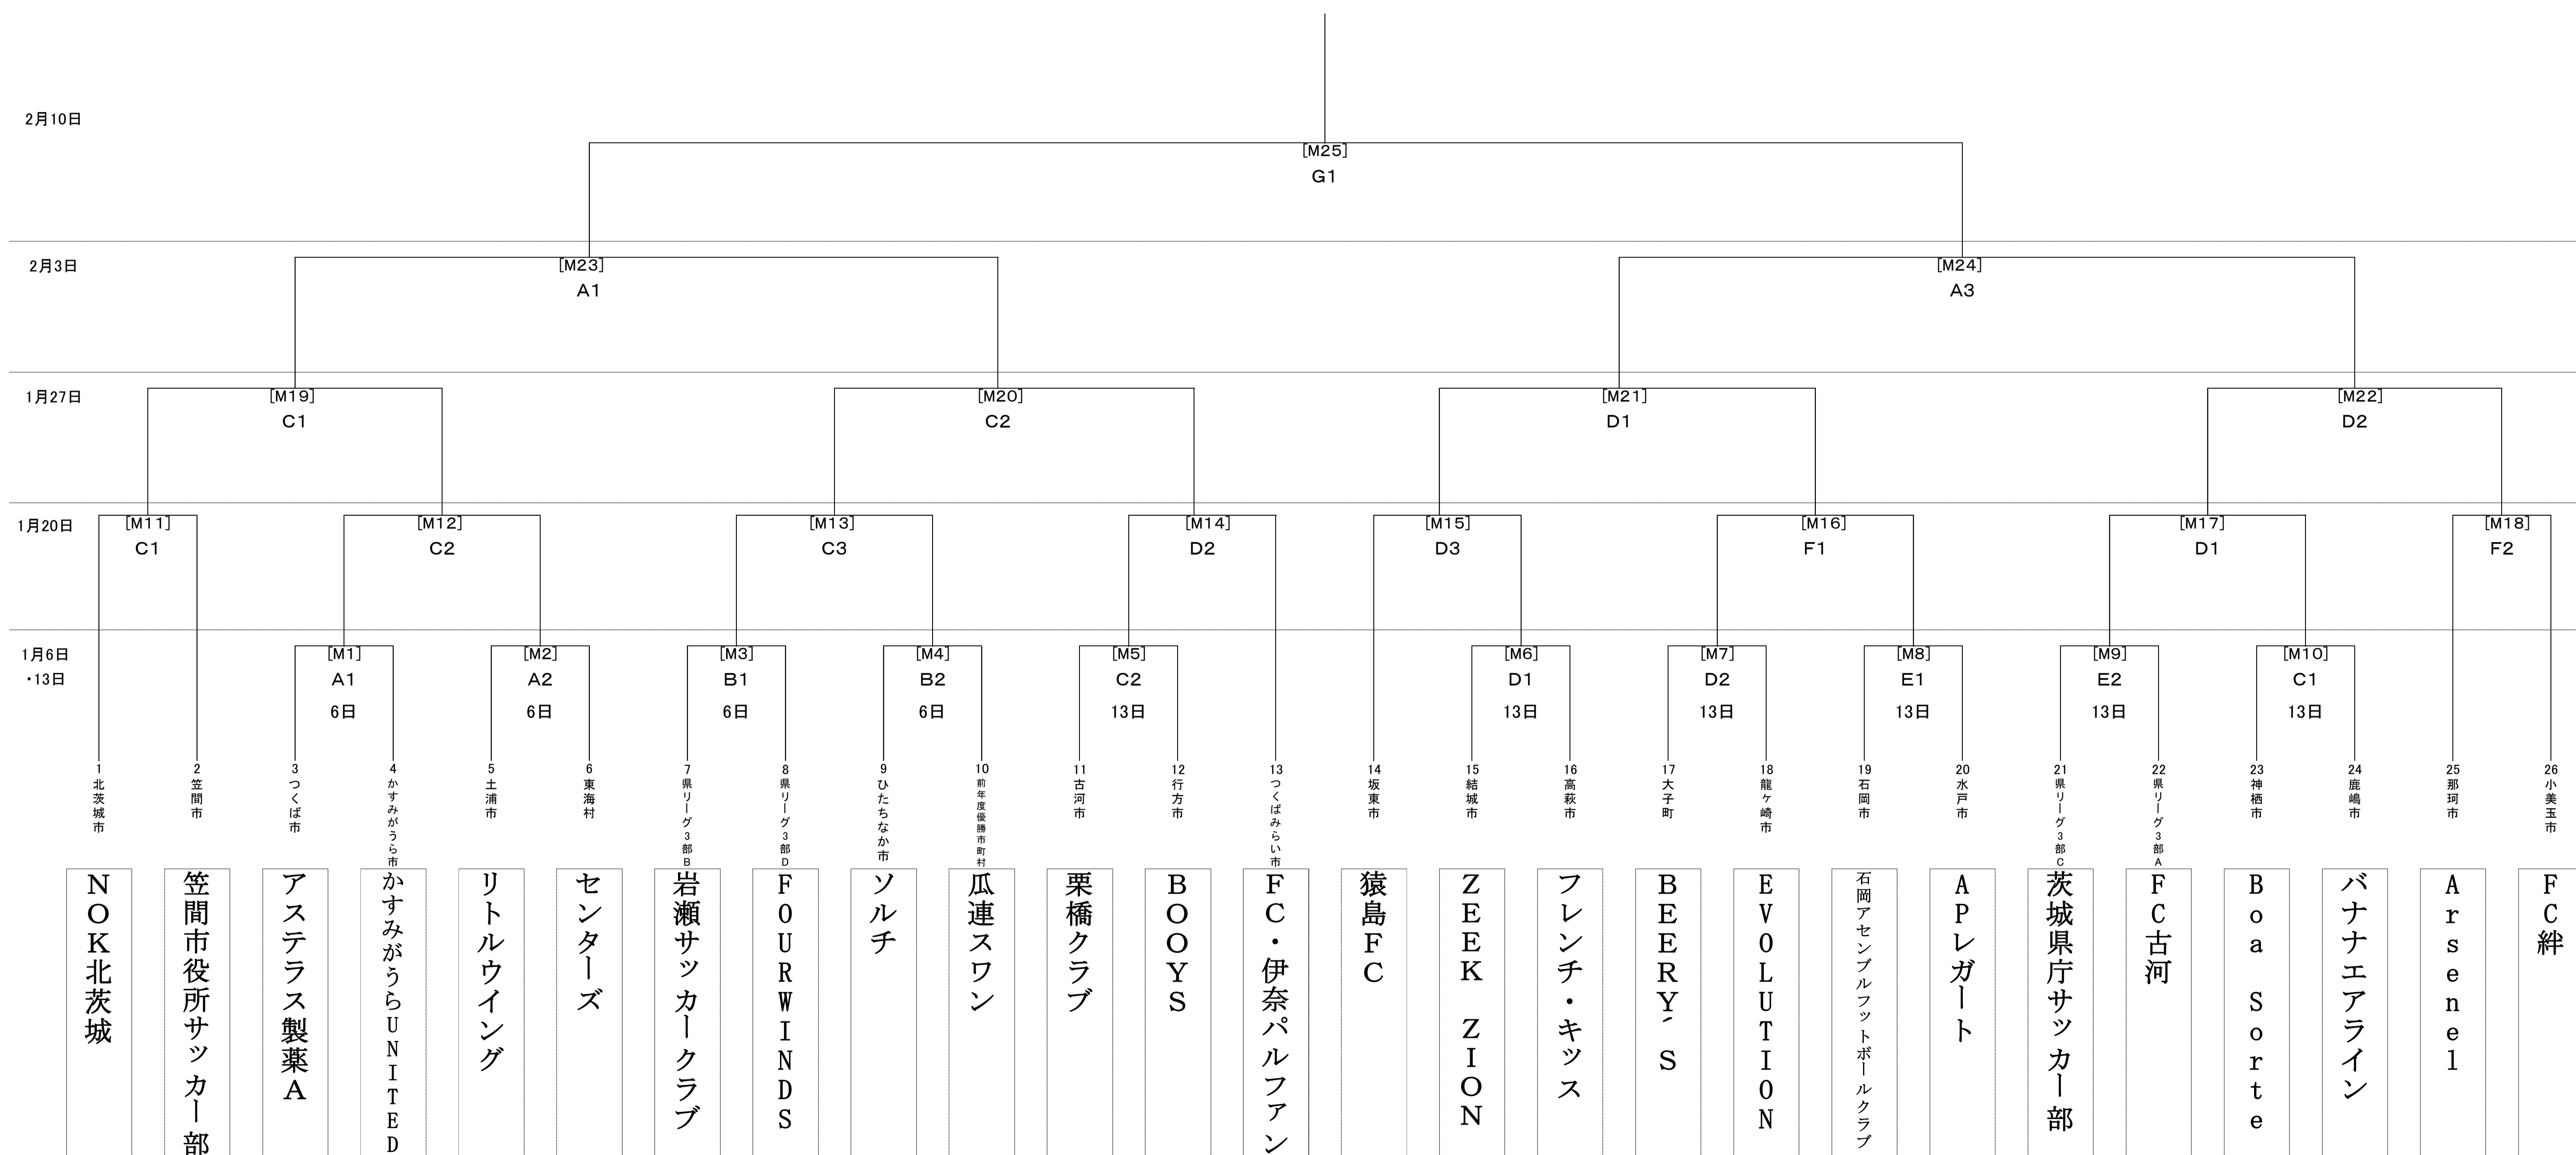 2月10日
[M25]
G1
2月3日
[M23]
A1
[M24]
A3
1月27日
[M19]
C1
[M20]
C2
[M21]
D1
[M22]
D2
1月20日
[M11]
C1
[M12]
C2
[M13]
C3
[M14]
D2
[M15]
D3
[M16]
F1
[M17]
D1
[M18]
F2
1月6日
・13日
[M1]
A1
6日
[M2]
A2
6日
[M3]
B1
6日
[M4]
B2
6日
[M5]
C2
13日
[M6]
D1
13日
[M7]
D2
13日
[M8]
E1
13日
[M9]
E2
13日
[M10]
C1
13日
1
北茨城市
NOK北茨城
2
笠間市
笠間市役所サッカー部
3
つくば市
アステラス製薬A
4
かすみがうら市
かすみがうらUNITED
5
土浦市
リトルウイング
6
東海村
センターズ
7
県リーグ3部B
岩瀬サッカークラブ
8
県リーグ3部D
FOURWINDS
9
ひたちなか市
ソルチ
10
前年度優勝市町村
瓜連スワン
11
古河市
栗橋クラブ
12
行方市
BOOYS
13
つくばみらい市
FC・伊奈パルファン
14
坂東市
猿島FC
15
結城市
ZEEK ZION
16
高萩市
フレンチ・キッス
17
大子町
BEERY´S
18
龍ヶ崎市
EVOLUTION
19
石岡市
石岡アセンブルフットボールクラブ
20
水戸市
APレガート
21
県リーグ3部C
茨城県庁サッカー部
22
県リーグ3部A
FC古河
23
神栖市
Boa Sorte
24
鹿嶋市
バナナエアライン
25
那珂市
Arsenel
26
小美玉市
FC絆